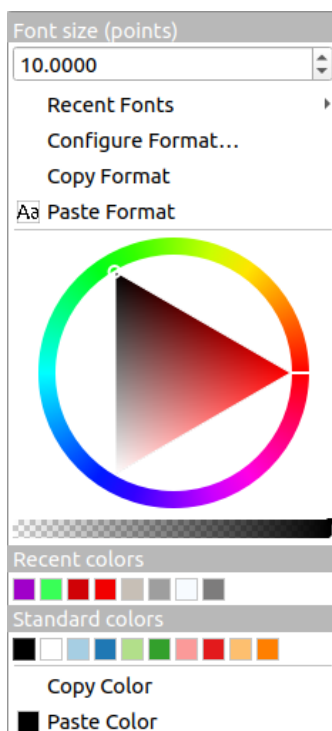 Font size (points)
10.0000
Recent Fonts
Configure Format…
Copy Format
Aa Paste Format
Recent colors
Standard colors
Copy Color
Paste Color